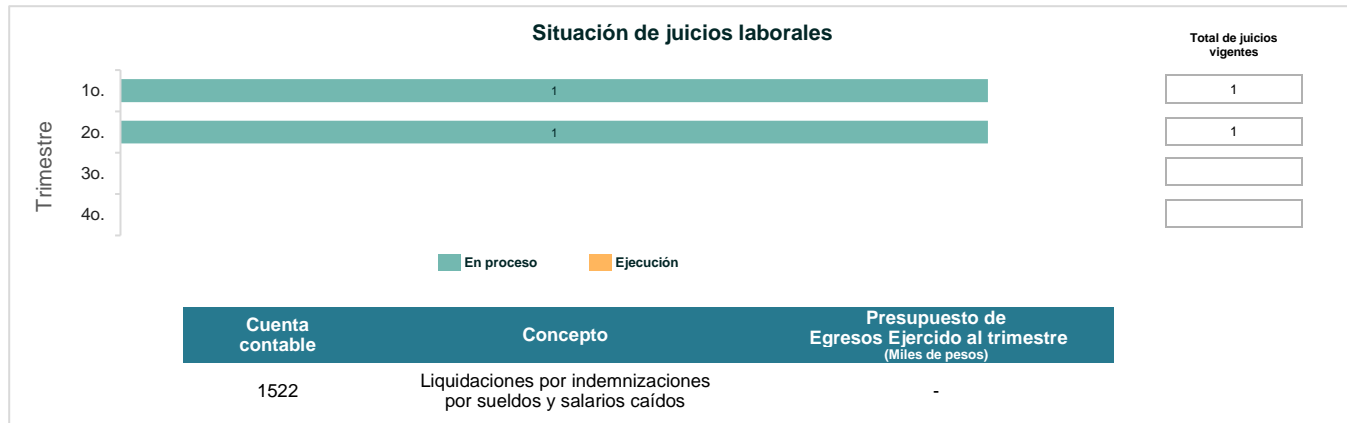 Situación de juicios laborales
Total de juicios
vigentes
Trimestre
1o.
1
1
2o.
1
1
3o.
4o.
En proceso
Ejecución
Cuenta
contable
Concepto
Presupuesto de
Egresos Ejercido al trimestre
(Miles de pesos)
1522
Liquidaciones por indemnizaciones
por sueldos y salarios caídos
-